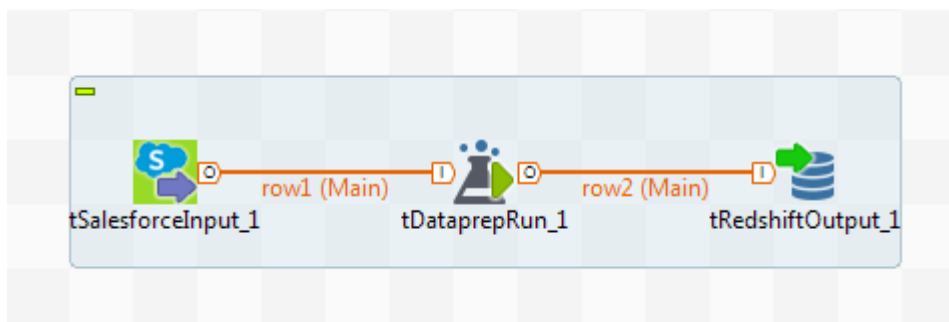 S
O
row1 (Main)
I
O
row2 (Main)
I
tSalesforceInput_1
tDataprepRun_1
tRedshiftOutput_1